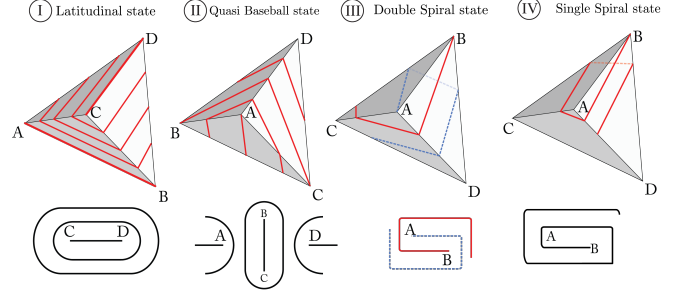 I Latitudinal state
II Quasi Baseball state
III Double Spiral state
IV Single Spiral state
D
C
A
B
D
A
B
C
B
A
C
D
B
A
C
D
C D
A
B
C
D
A
B
A
B